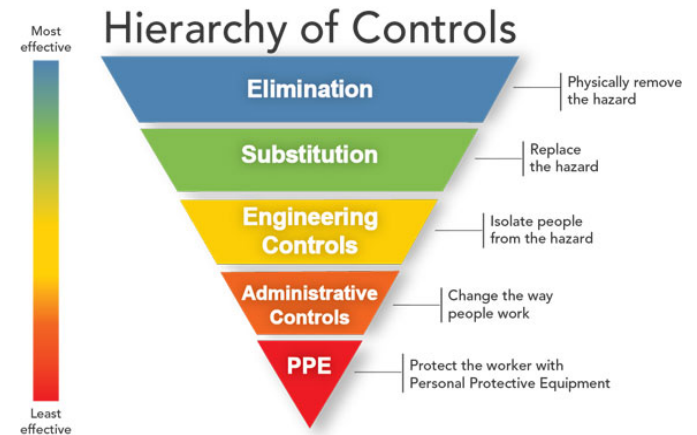 Hierarchy of Controls
Most
effective
Elimination
Physically remove
the hazard
Substitution
Replace
the hazard
Engineering
Controls
Isolate people
from the hazard
Administrative
Controls
Change the way
people work
PPE
Protect the worker with
Personal Protective Equipment
Least
effective